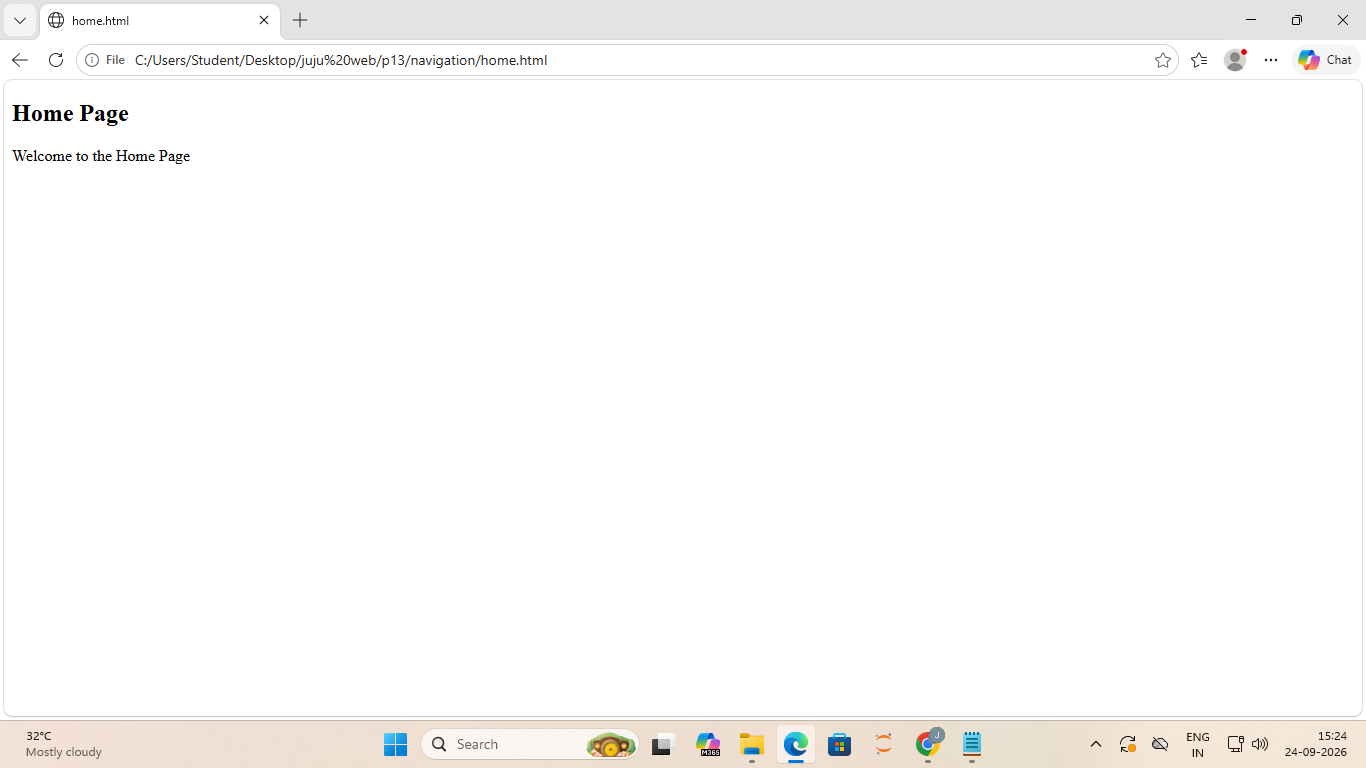 home.html
File C:/Users/Student/Desktop/juju%20web/p13/navigation/home.html
Chat
Home Page
Welcome to the Home Page
32°C
Mostly cloudy
Search
M365
J
ENG
IN
15:24
24-09-2026